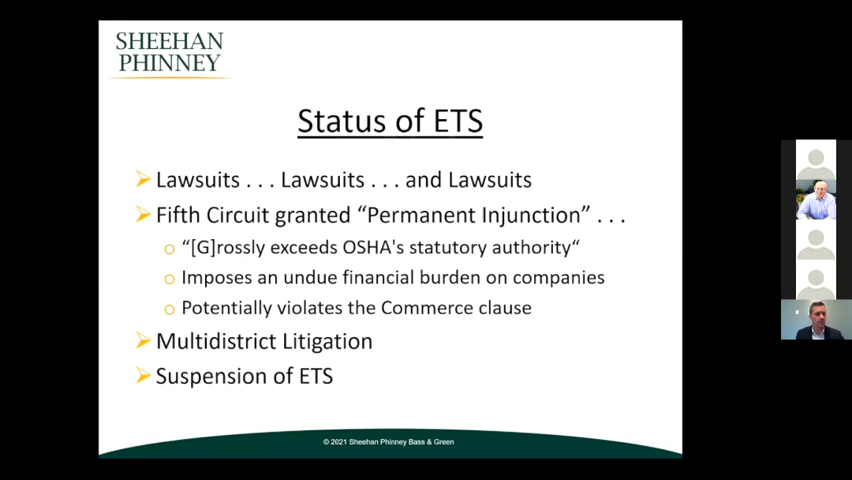 SHEEHAN
PHINNEY
Status of ETS
Lawsuits . . . Lawsuits . . . and Lawsuits
Fifth Circuit granted “Permanent Injunction” . . .
“[G]rossly exceeds OSHA's statutory authority“
Imposes an undue financial burden on companies
Potentially violates the Commerce clause
Multidistrict Litigation
Suspension of ETS
© 2021 Sheehan Phinney Bass & Green